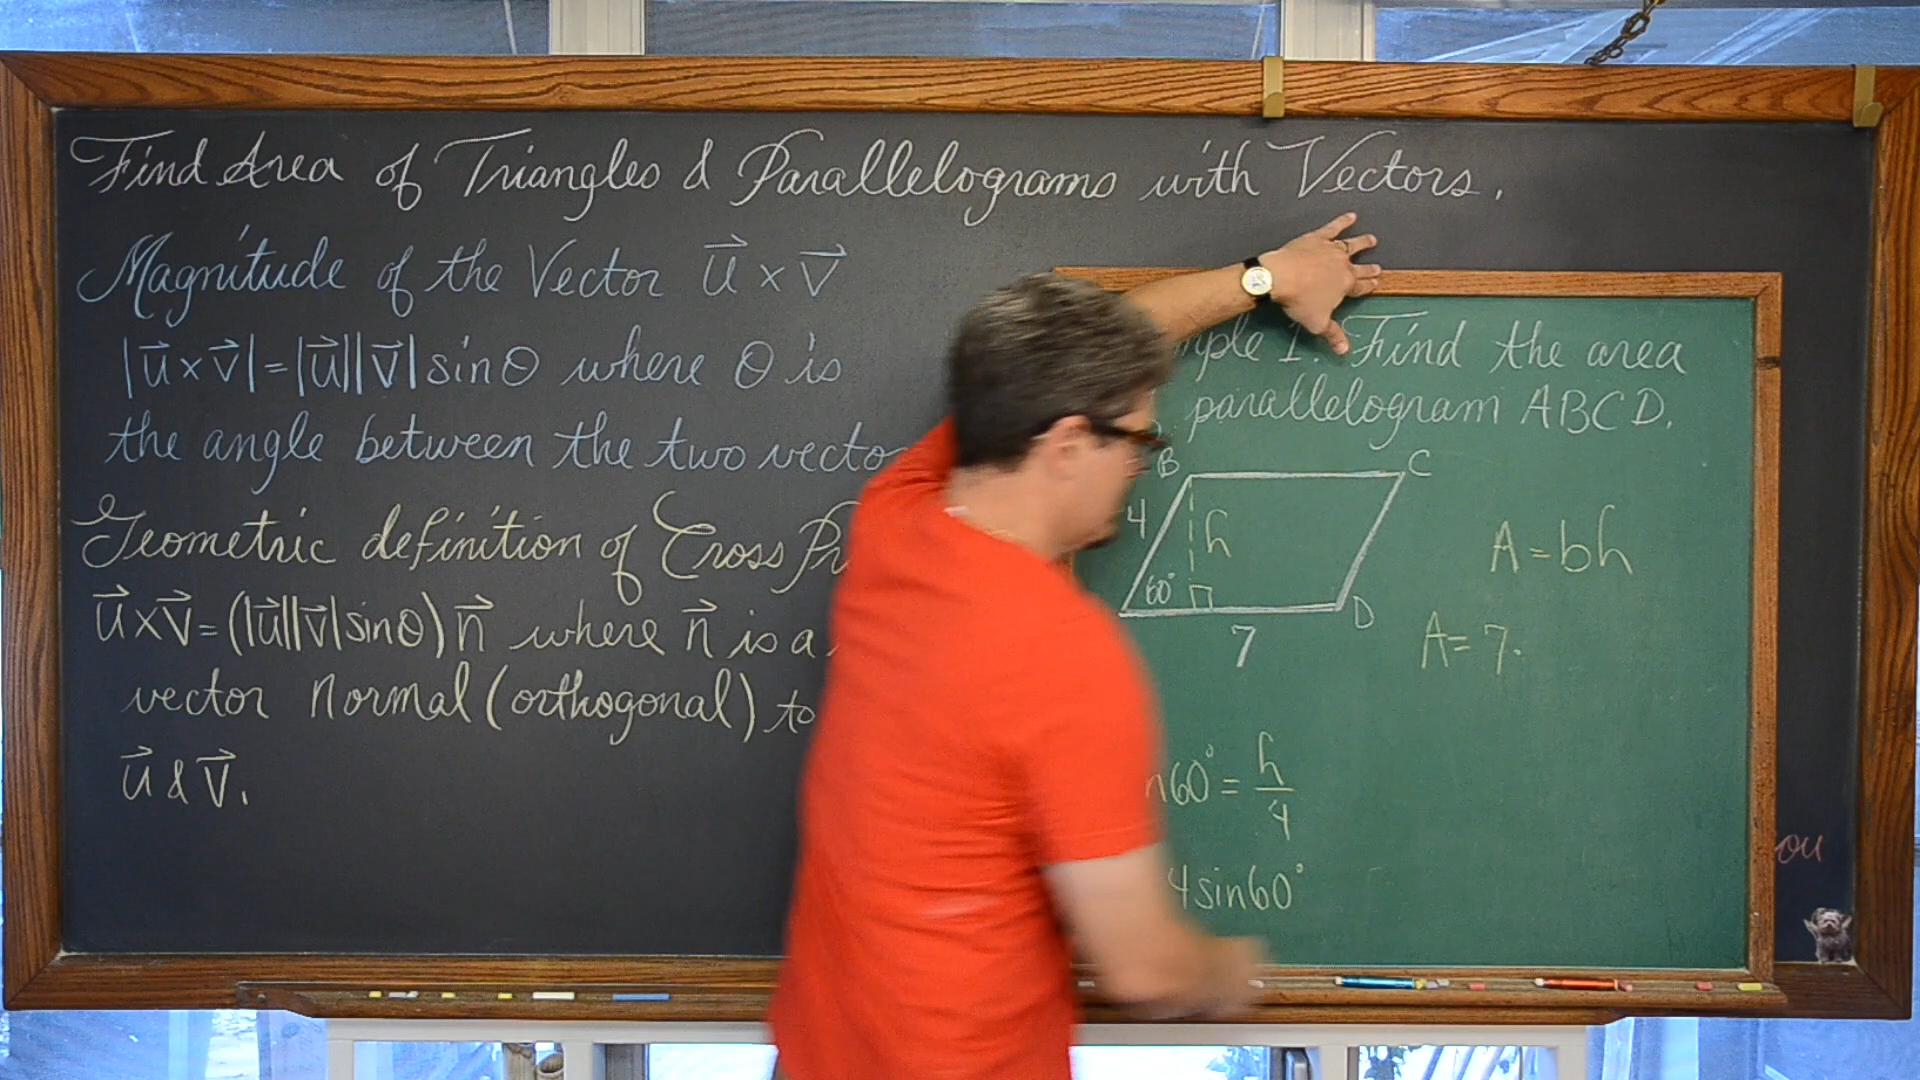 Find Area of Triangles & Parallelograms with Vectors.
Magnitude of the Vector u⃗ × v⃗
|u⃗ × v⃗| = |u⃗||v⃗| sin θ where θ is
the angle between the two vecto
Geometric definition of Cross Pr
u⃗ × v⃗ = (|u⃗||v⃗| sin θ) n⃗ where n⃗ is a
vector normal (orthogonal) to
u⃗ & v⃗.
mple 1. Find the area
parallelogram ABCD.
B C
4 h
60° D
7
A = bh
A = 7·
n60° = h/4
4sin60°
ou